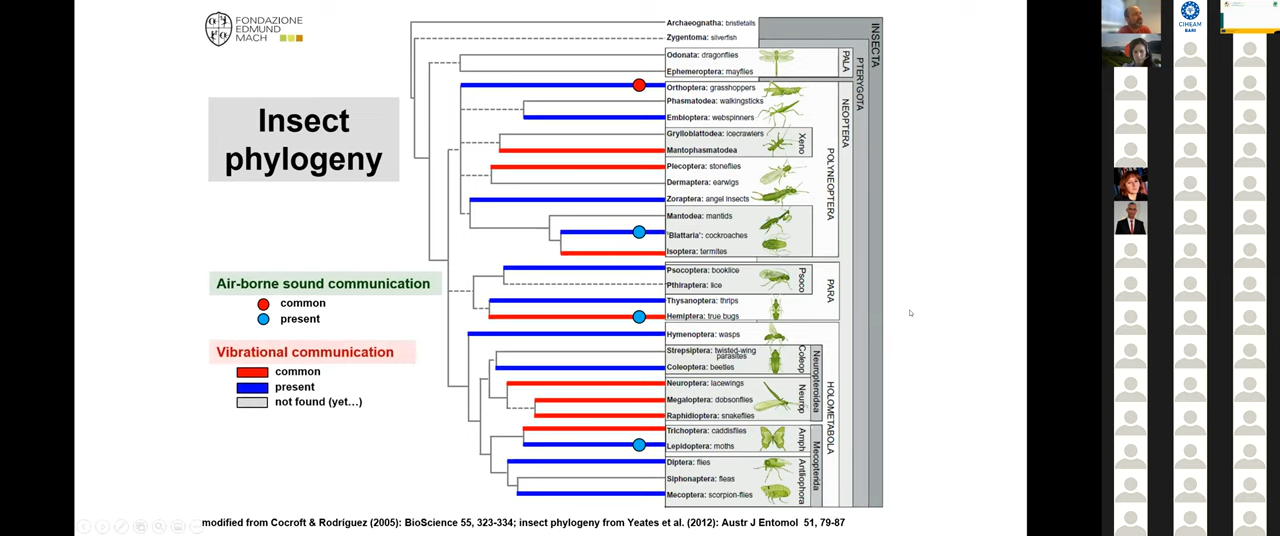 FONDAZIONE
EDMUND
MACH
Insect
phylogeny
Air-borne sound communication
common
present
Vibrational communication
common
present
not found (yet…)
Archaeognatha: bristletails
Zygentoma: silverfish
Odonata: dragonflies
Ephemeroptera: mayflies
Orthoptera: grasshoppers
Phasmatodea: walkingsticks
Embioptera: webspinners
Grylloblattodea: icecrawlers
Mantophasmatodea
Plecoptera: stoneflies
Dermaptera: earwigs
Zoraptera: angel insects
Mantodea: mantids
'Blattaria': cockroaches
Isoptera: termites
Psocoptera: booklice
Pthiraptera: lice
Thysanoptera: thrips
Hemiptera: true bugs
Hymenoptera: wasps
Strepsiptera: twisted-wing
parasites
Coleoptera: beetles
Neuroptera: lacewings
Megaloptera: dobsonflies
Raphidioptera: snakeflies
Trichoptera: caddisflies
Lepidoptera: moths
Diptera: flies
Siphonaptera: fleas
Mecoptera: scorpion-flies
PALA
Xeno
Psoco
PARA
Coleop
Neurop
Neuropteroidea
Amph
Antliophora
Mecopterida
POLYNEOPTERA
HOLOMETABOLA
NEOPTERA
PTERYGOTA
INSECTA
modified from Cocroft & Rodríguez (2005): BioScience 55, 323-334; insect phylogeny from Yeates et al. (2012): Austr J Entomol 51, 79-87
CIHEAM
BARI